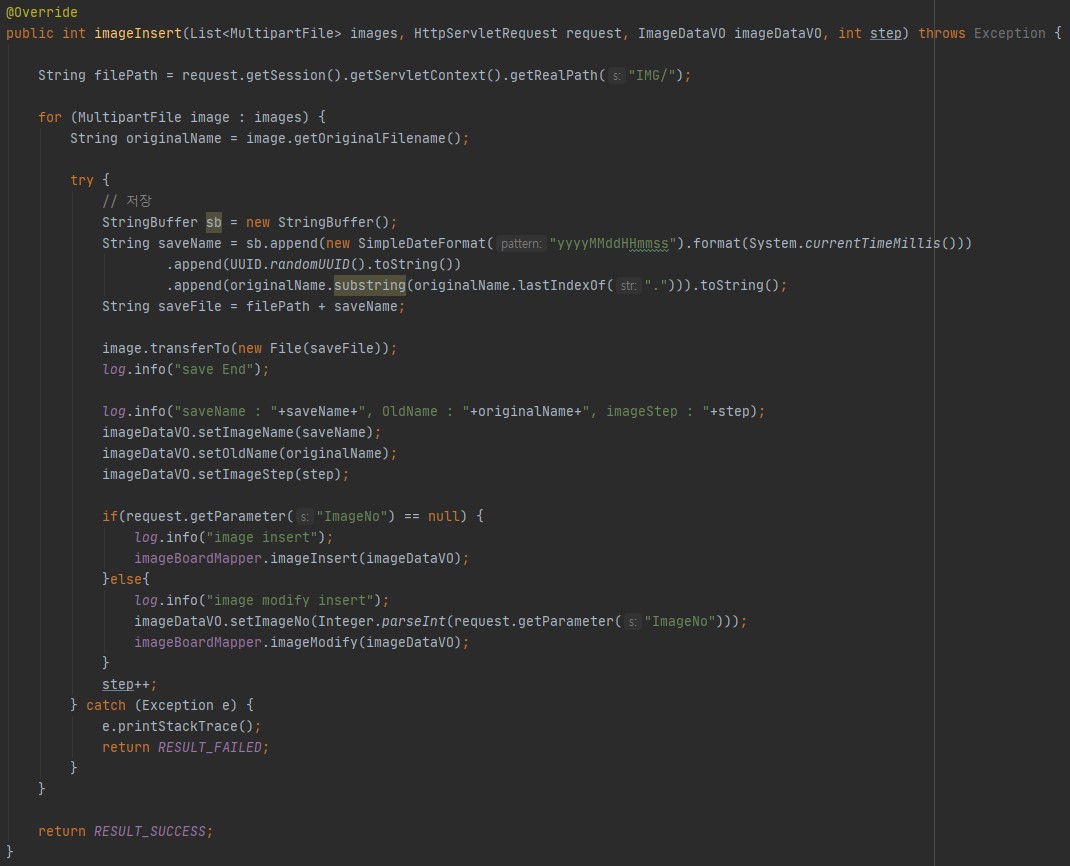 @Override
public int imageInsert(List<MultipartFile> images, HttpServletRequest request, ImageDataVO imageDataVO, int step) throws Exception {
String filePath = request.getSession().getServletContext().getRealPath( s: "IMG/");
for (MultipartFile image : images) {
String originalName = image.getOriginalFilename();
try {
// 저장
StringBuffer sb = new StringBuffer();
String saveName = sb.append(new SimpleDateFormat( pattern: "yyyyMMddHHmmss").format(System.currentTimeMillis()))
.append(UUID.randomUUID().toString())
.append(originalName.substring(originalName.lastIndexOf( str: "."))).toString();
String saveFile = filePath + saveName;
image.transferTo(new File(saveFile));
log.info("save End");
log.info("saveName : "+saveName+", OldName : "+originalName+", imageStep : "+step);
imageDataVO.setImageName(saveName);
imageDataVO.setOldName(originalName);
imageDataVO.setImageStep(step);
if(request.getParameter( s: "ImageNo") == null) {
log.info("image insert");
imageBoardMapper.imageInsert(imageDataVO);
}else{
log.info("image modify insert");
imageDataVO.setImageNo(Integer.parseInt(request.getParameter( s: "ImageNo")));
imageBoardMapper.imageModify(imageDataVO);
}
step++;
} catch (Exception e) {
e.printStackTrace();
return RESULT_FAILED;
}
}
return RESULT_SUCCESS;
}